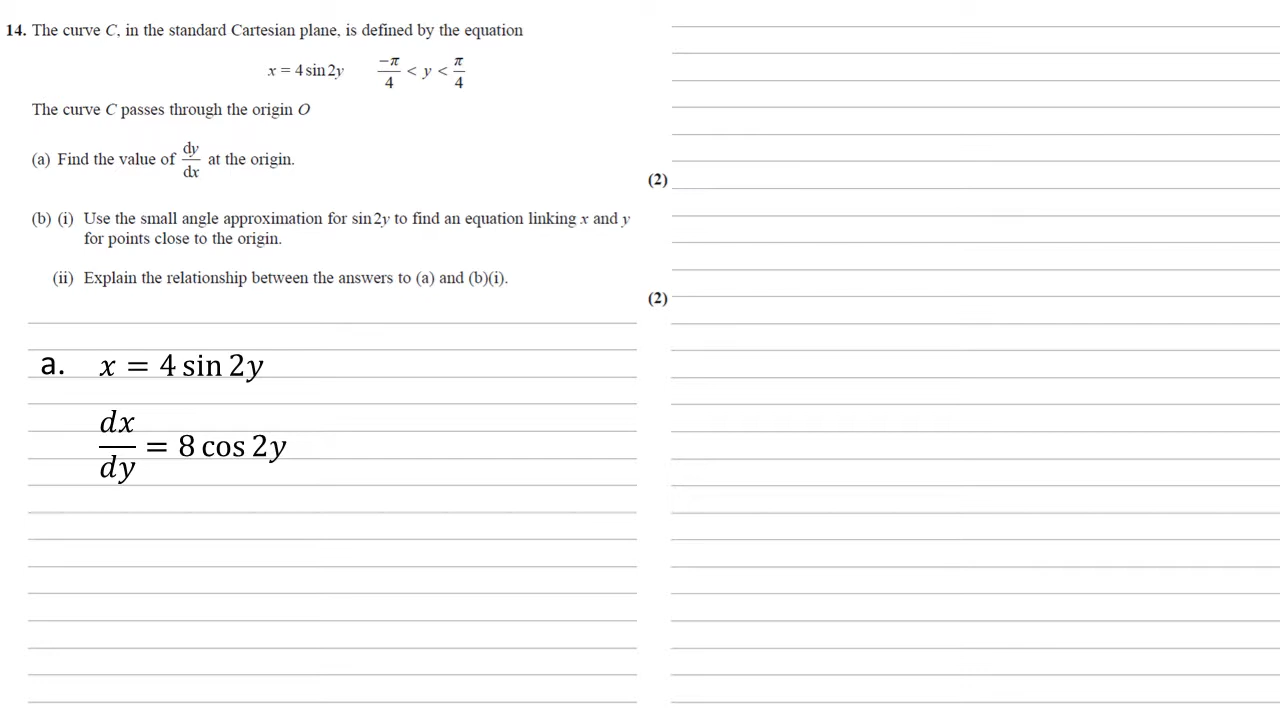 14. The curve C, in the standard Cartesian plane, is defined by the equation
x = 4 sin 2y    -π/4 < y < π/4
The curve C passes through the origin O
(a) Find the value of dy/dx at the origin.
(2)
(b) (i) Use the small angle approximation for sin 2y to find an equation linking x and y
for points close to the origin.
(ii) Explain the relationship between the answers to (a) and (b)(i).
(2)
a. x = 4 sin 2y
dx/dy = 8 cos 2y